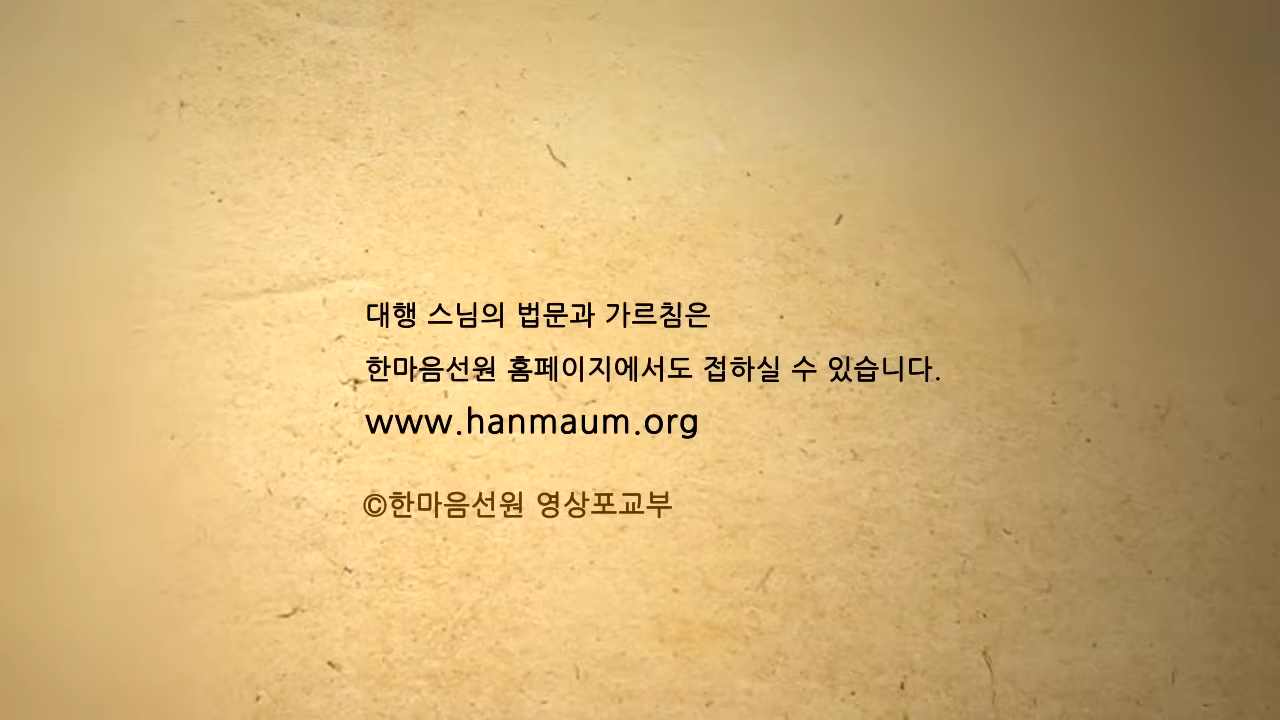 대행 스님의 법문과 가르침은
한마음선원 홈페이지에서도 접하실 수 있습니다.
www.hanmaum.org
©한마음선원 영상포교부